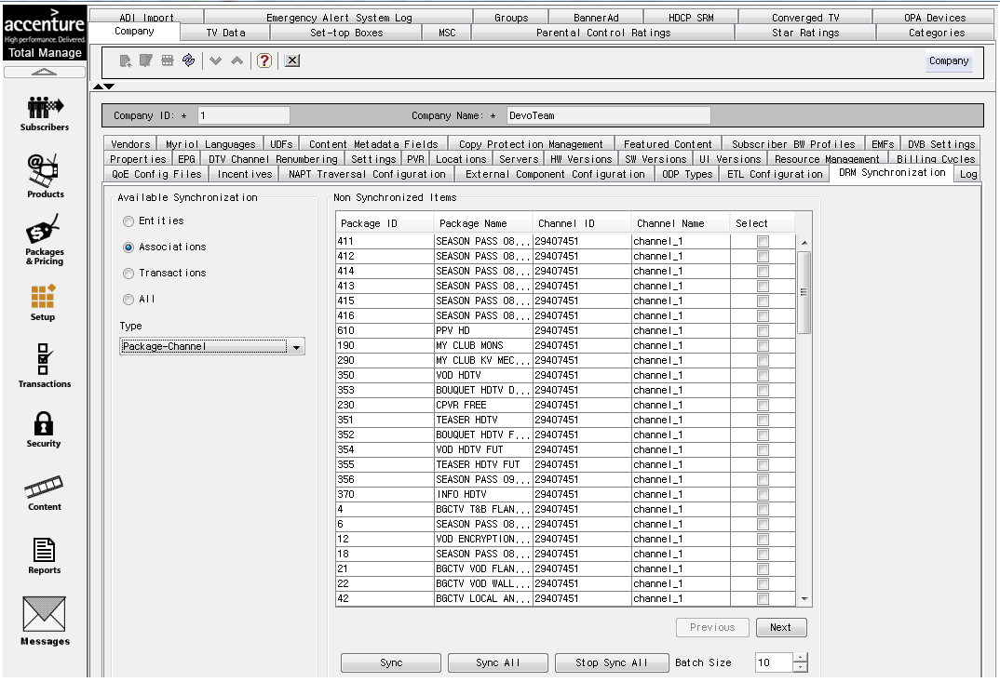 accenture
High performance. Delivered.
Total Manage
Subscribers
Products
Packages
& Pricing
Setup
Transactions
Security
Content
Reports
Messages
ADI Import Emergency Alert System Log Groups BannerAd HDCP SRM Converged TV OPA Devices
Company TV Data Set-top Boxes MSC Parental Control Ratings Star Ratings Categories
? Company
Company ID: * 1 Company Name: * DevoTeam
Vendors Myriol Languages UDFs Content Metadata Fields Copy Protection Management Featured Content Subscriber BW Profiles EMFs DVB Settings
Properties EPG DTV Channel Renumbering Settings PVR Locations Servers HW Versions SW Versions UI Versions Resource Management Billing Cycles
QoE Config Files Incentives NAPT Traversal Configuration External Component Configuration ODP Types ETL Configuration DRM Synchronization Log
Available Synchronization
Entities
Associations
Transactions
All
Type
Package-Channel
Non Synchronized Items
Package ID Package Name Channel ID Channel Name Select
411 SEASON PASS 08... 29407451 channel_1
412 SEASON PASS 08... 29407451 channel_1
414 SEASON PASS 08... 29407451 channel_1
413 SEASON PASS 08... 29407451 channel_1
415 SEASON PASS 08... 29407451 channel_1
416 SEASON PASS 08... 29407451 channel_1
610 PPV HD 29407451 channel_1
190 MY CLUB MONS 29407451 channel_1
290 MY CLUB KV MEC... 29407451 channel_1
350 VOD HDTV 29407451 channel_1
353 BOUQUET HDTV D... 29407451 channel_1
230 CPVR FREE 29407451 channel_1
351 TEASER HDTV 29407451 channel_1
352 BOUQUET HDTV F... 29407451 channel_1
354 VOD HDTV FUT 29407451 channel_1
355 TEASER HDTV FUT 29407451 channel_1
356 SEASON PASS 09... 29407451 channel_1
370 INFO HDTV 29407451 channel_1
4 BGCTV T&B FLAN... 29407451 channel_1
6 SEASON PASS 08... 29407451 channel_1
12 VOD ENCRYPTION... 29407451 channel_1
18 SEASON PASS 08... 29407451 channel_1
21 BGCTV VOD FLAN... 29407451 channel_1
22 BGCTV VOD WALL... 29407451 channel_1
42 BGCTV LOCAL AN... 29407451 channel_1
Previous Next
Sync Sync All Stop Sync All Batch Size 10